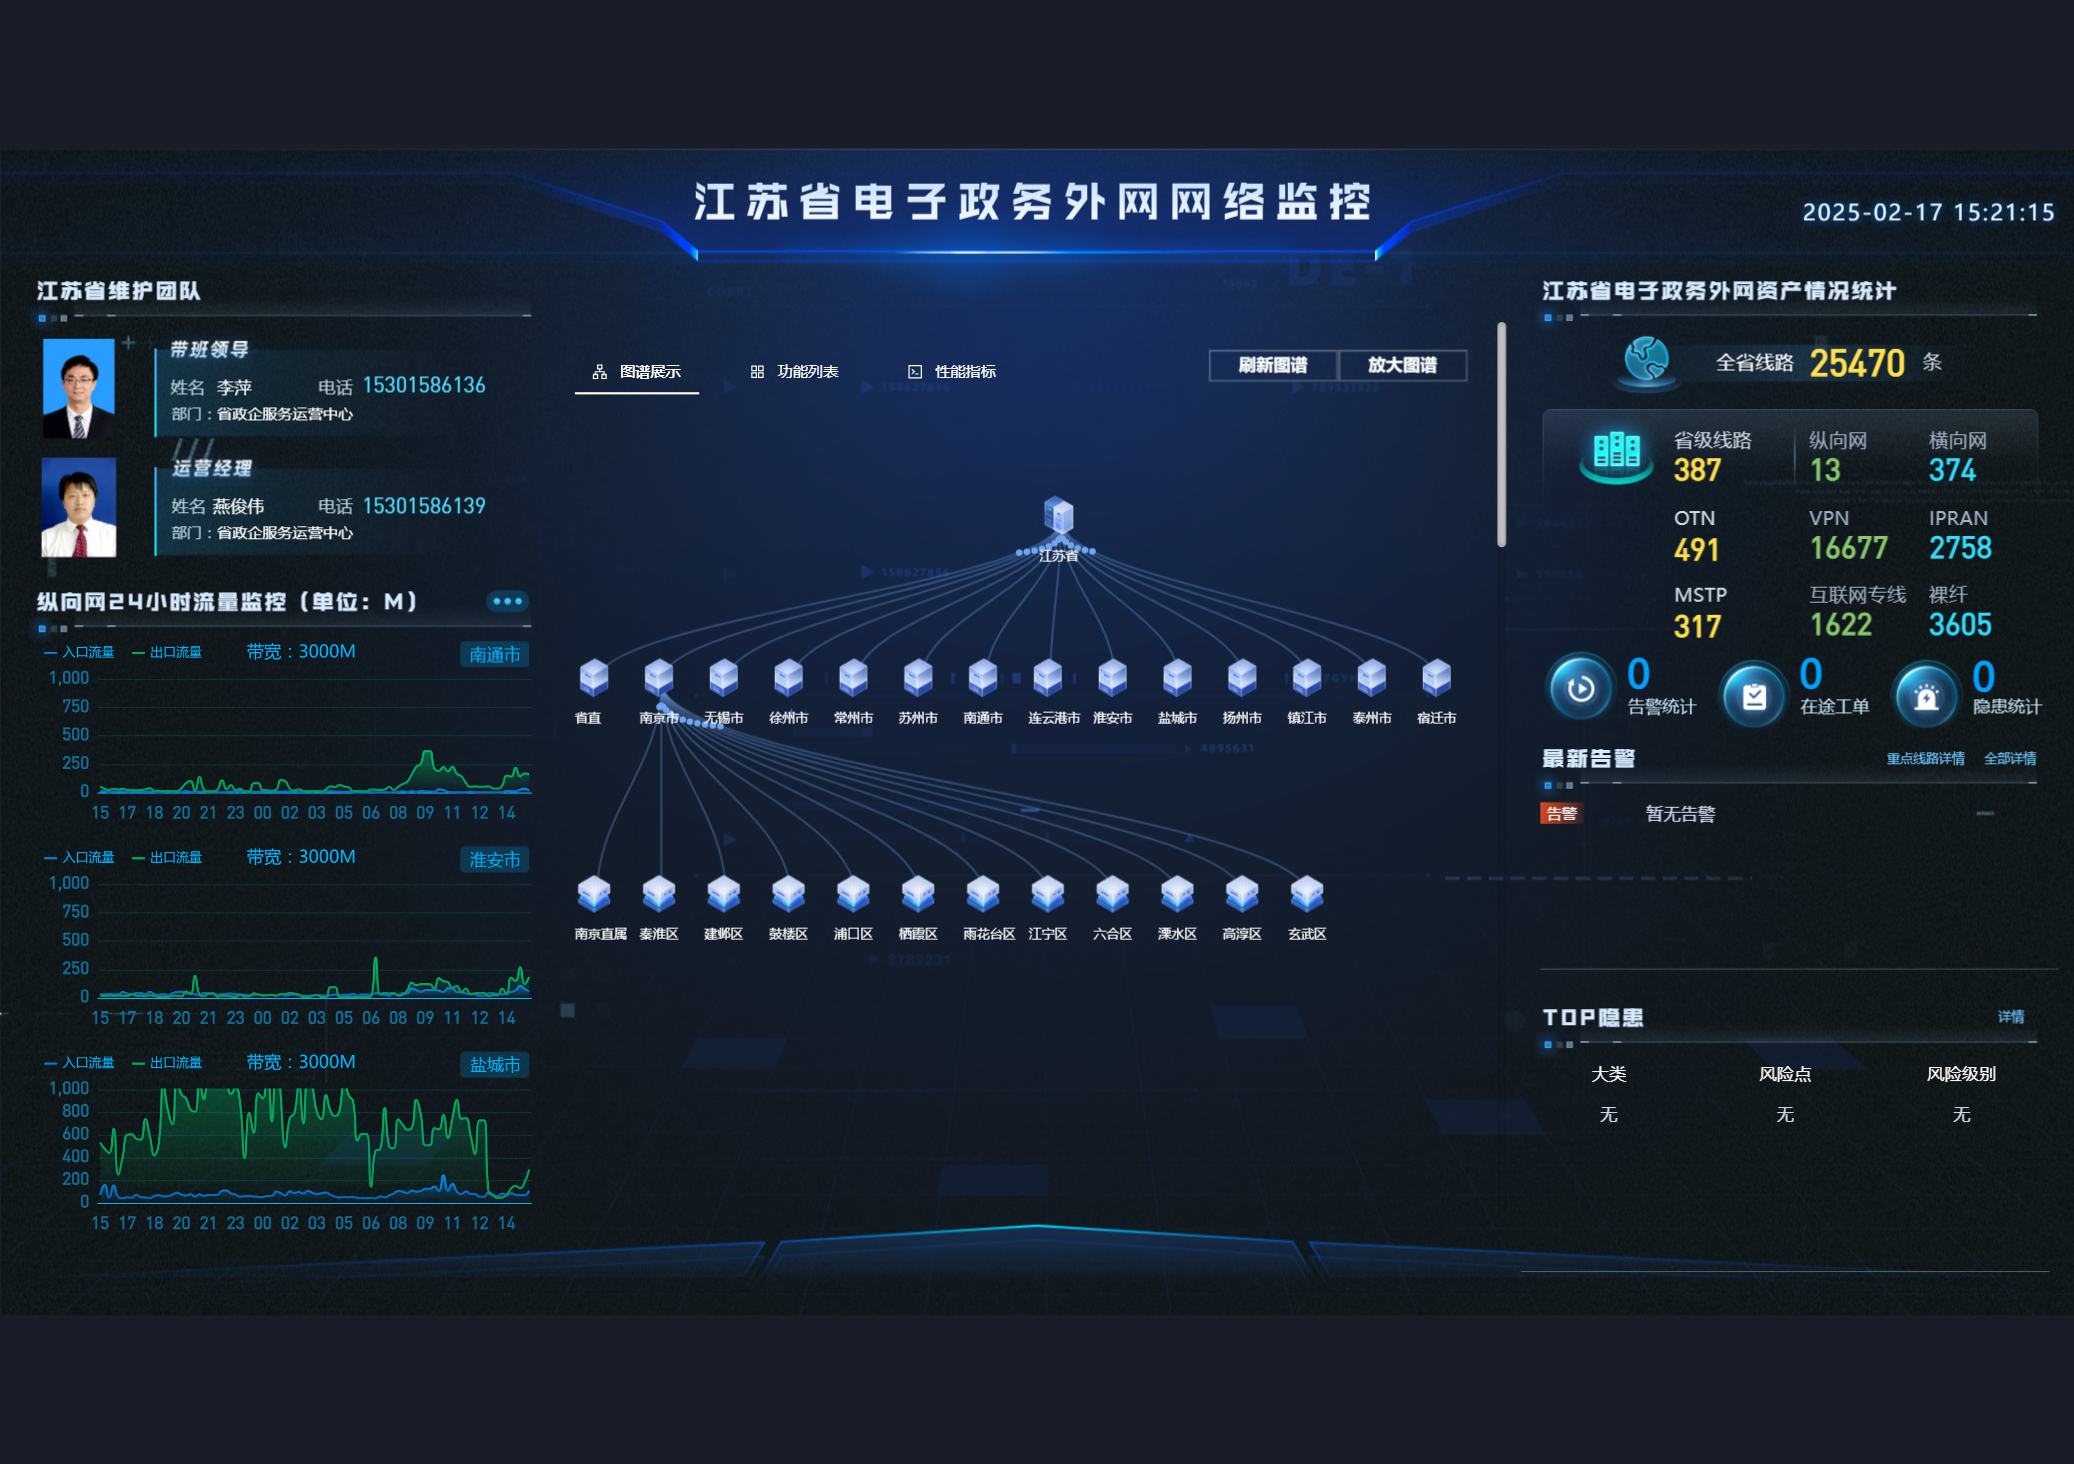 江苏省电子政务外网网络监控
2025-02-17 15:21:15
江苏省维护团队
带班领导
姓名 李萍 电话 15301586136
部门：省政企服务运营中心
运营经理
姓名 燕俊伟 电话 15301586139
部门：省政企服务运营中心
纵向网24小时流量监控（单位：M）
入口流量 出口流量 带宽：3000M 南通市
1,000
750
500
250
0
15 17 18 20 21 23 00 02 03 05 06 08 09 11 12 14
入口流量 出口流量 带宽：3000M 淮安市
1,000
750
500
250
0
15 17 18 20 21 23 00 02 03 05 06 08 09 11 12 14
入口流量 出口流量 带宽：3000M 盐城市
1,000
800
600
400
200
0
15 17 18 20 21 23 00 02 03 05 06 08 09 11 12 14
图谱展示 功能列表 性能指标 刷新图谱 放大图谱
江苏省
省直 南京市 无锡市 徐州市 常州市 苏州市 南通市 连云港市 淮安市 盐城市 扬州市 镇江市 泰州市 宿迁市
南京直属 秦淮区 建邺区 鼓楼区 浦口区 栖霞区 雨花台区 江宁区 六合区 溧水区 高淳区 玄武区
江苏省电子政务外网资产情况统计
全省线路 25470 条
省级线路 纵向网 横向网
387 13 374
OTN VPN IPRAN
491 16677 2758
MSTP 互联网专线 裸纤
317 1622 3605
0 0 0
告警统计 在途工单 隐患统计
最新告警 重点线路详情 全部详情
告警 暂无告警
TOP隐患 详情
大类 风险点 风险级别
无 无 无